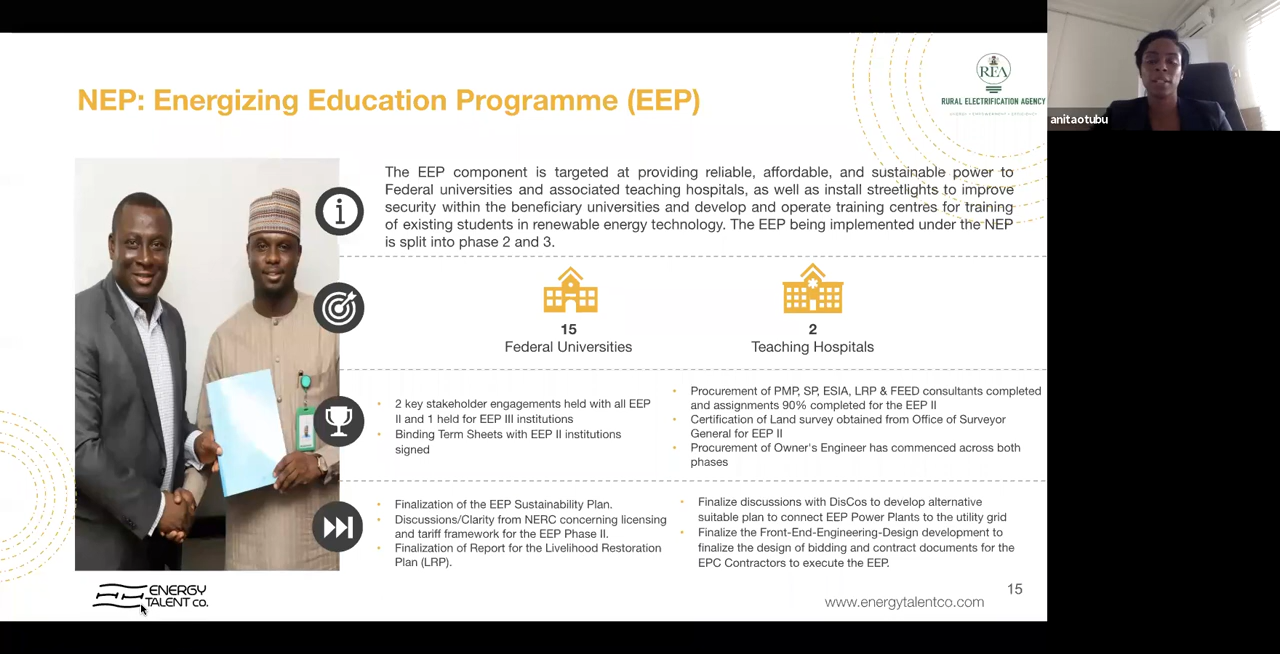 NEP: Energizing Education Programme (EEP)
REA
RURAL ELECTRIFICATION AGENCY
anitaotubu
The EEP component is targeted at providing reliable, affordable, and sustainable power to
Federal universities and associated teaching hospitals, as well as install streetlights to improve
security within the beneficiary universities and develop and operate training centres for training
of existing students in renewable energy technology. The EEP being implemented under the NEP
is split into phase 2 and 3.
15
Federal Universities
2
Teaching Hospitals
• 2 key stakeholder engagements held with all EEP
II and 1 held for EEP III institutions
• Binding Term Sheets with EEP II institutions
signed
• Procurement of PMP, SP, ESIA, LRP & FEED consultants completed
and assignments 90% completed for the EEP II
• Certification of Land survey obtained from Office of Surveyor
General for EEP II
• Procurement of Owner's Engineer has commenced across both
phases
• Finalization of the EEP Sustainability Plan.
• Discussions/Clarity from NERC concerning licensing
and tariff framework for the EEP Phase II.
• Finalization of Report for the Livelihood Restoration
Plan (LRP).
• Finalize discussions with DisCos to develop alternative
suitable plan to connect EEP Power Plants to the utility grid
• Finalize the Front-End-Engineering-Design development to
finalize the design of bidding and contract documents for the
EPC Contractors to execute the EEP.
ENERGY
TALENT CO.
www.energytalentco.com
15